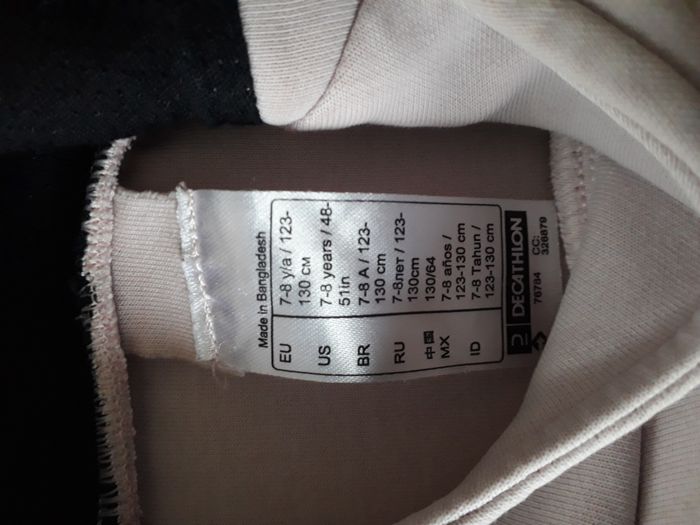 Made in Bangladesh
EU 7-8 y/a / 123-
130 CM
US 7-8 years / 48-
51in
BR 7-8 A / 123-
130 cm
RU 7-8лет / 123-
130cm
中国 130/64
MX 7-8 años /
123-130 cm
ID 7-8 Tahun /
123-130 cm
DECATHLON
76784 CC:
326879